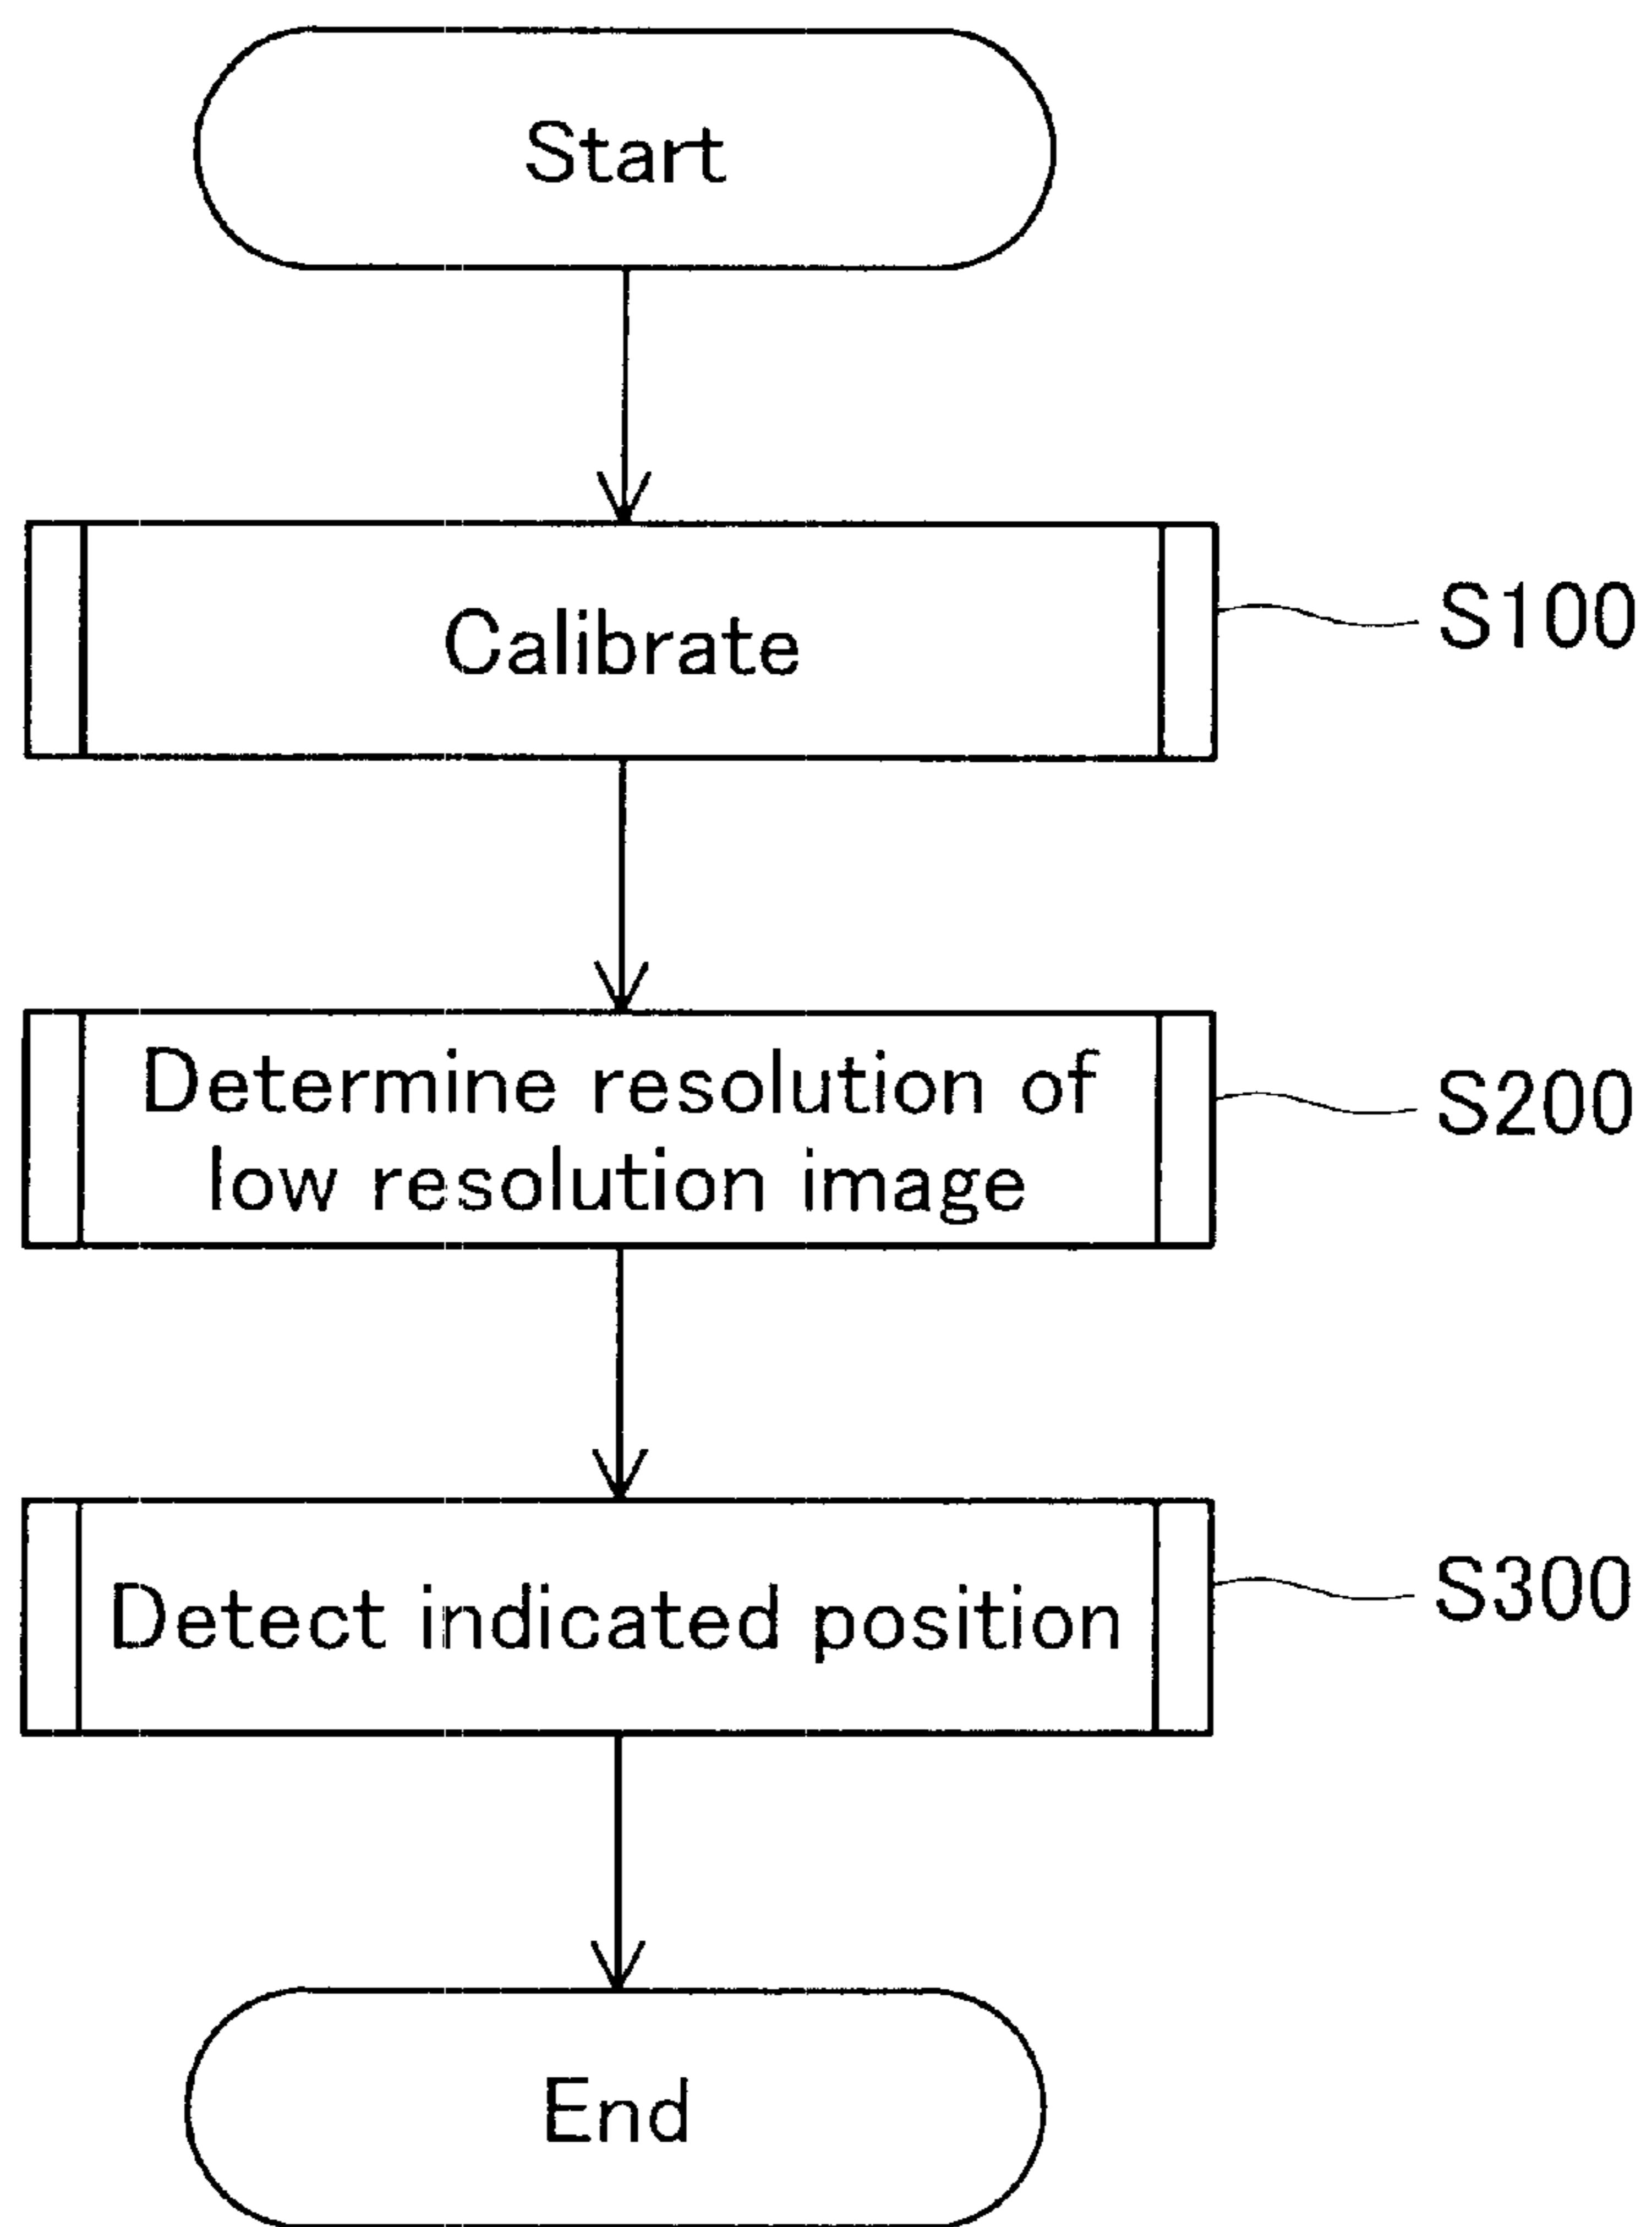 Start
Calibrate
S100
Determine resolution of
low resolution image
S200
Detect indicated position
S300
End